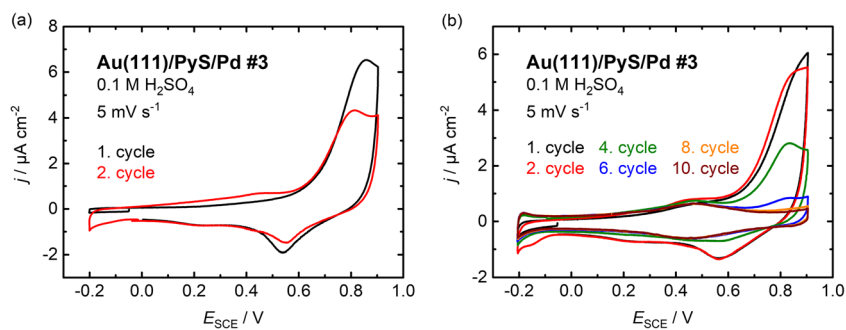 (a)
Au(111)/PyS/Pd #3
0.1 M H₂SO₄
5 mV s⁻¹
1. cycle
2. cycle
8
6
4
2
0
-2
j / μA cm⁻²
-0.2 0.0 0.2 0.4 0.6 0.8 1.0
E_SCE / V
(b)
Au(111)/PyS/Pd #3
0.1 M H₂SO₄
5 mV s⁻¹
1. cycle 4. cycle 8. cycle
2. cycle 6. cycle 10. cycle
6
4
2
0
-2
j / μA cm⁻²
-0.2 0.0 0.2 0.4 0.6 0.8 1.0
E_SCE / V